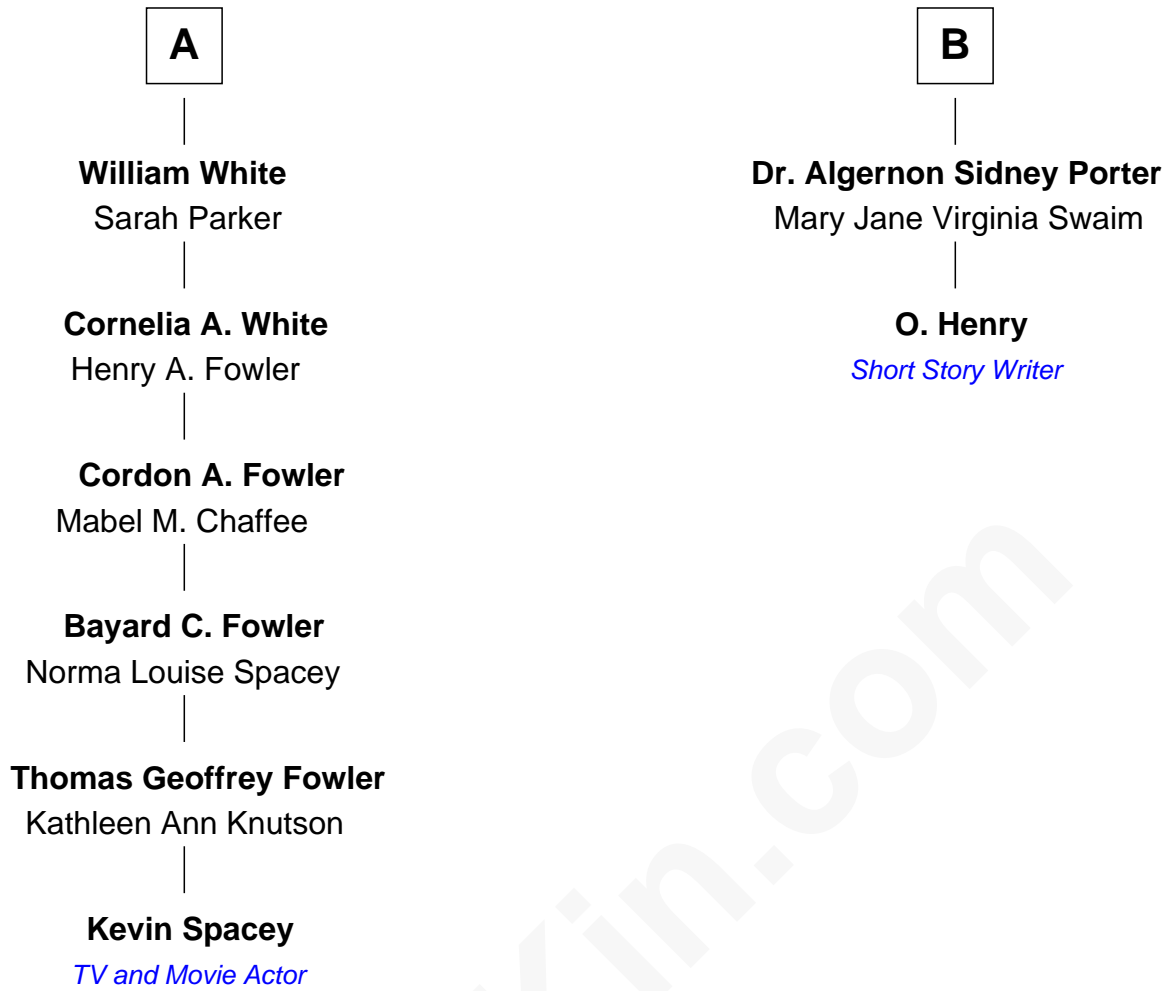 A
William White
Sarah Parker
Cornelia A. White
Henry A. Fowler
Cordon A. Fowler
Mabel M. Chaffee
Bayard C. Fowler
Norma Louise Spacey
Thomas Geoffrey Fowler
Kathleen Ann Knutson
Kevin Spacey
TV and Movie Actor
B
Dr. Algernon Sidney Porter
Mary Jane Virginia Swaim
O. Henry
Short Story Writer
in.com